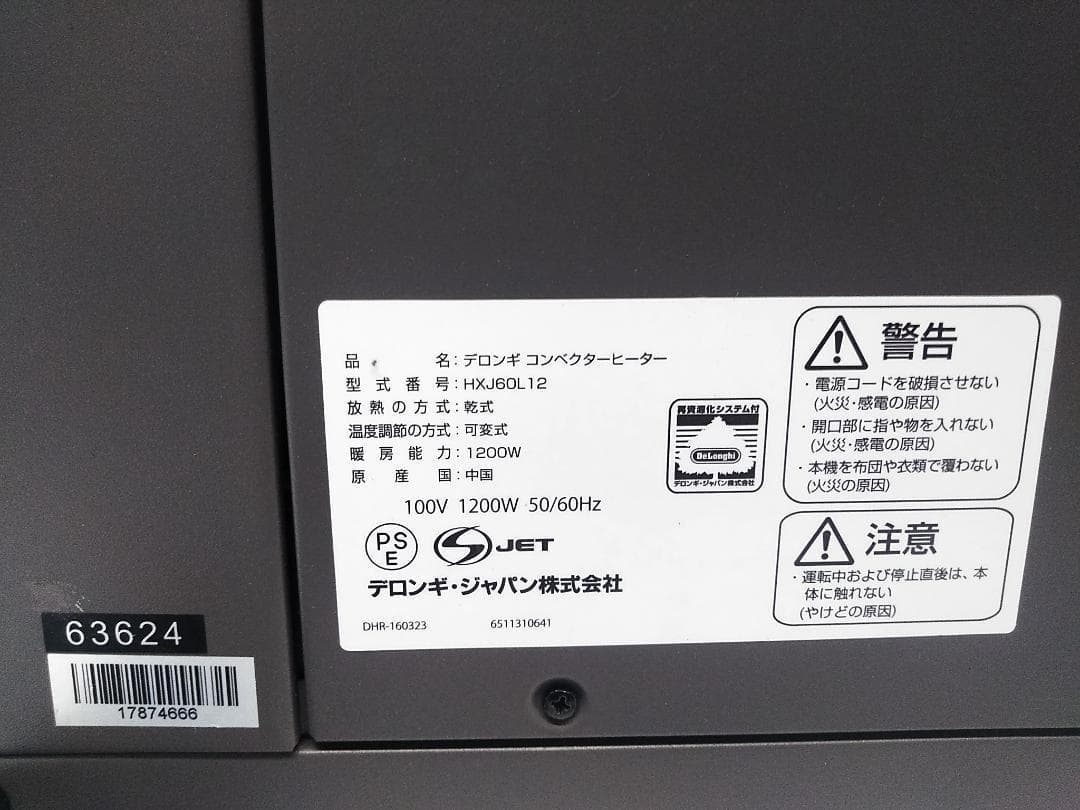 品 名：デロンギ コンベクターヒーター
型 式 番 号：HXJ60L12
放熱の方式：乾式
温度調節の方式：可変式
暖 房 能 力：1200W
原 産 国：中国
100V 1200W 50/60Hz
PS
E
S JET
デロンギ・ジャパン株式会社
DHR-160323 6511310641
再資源化システム付
DeLonghi
デロンギ・ジャパン株式会社
警告
・電源コードを破損させない
(火災・感電の原因)
・開口部に指や物を入れない
(火災・感電の原因)
・本機を布団や衣類で覆わない
(火災の原因)
注意
・運転中および停止直後は、本
体に触れない
(やけどの原因)
63624
17874666